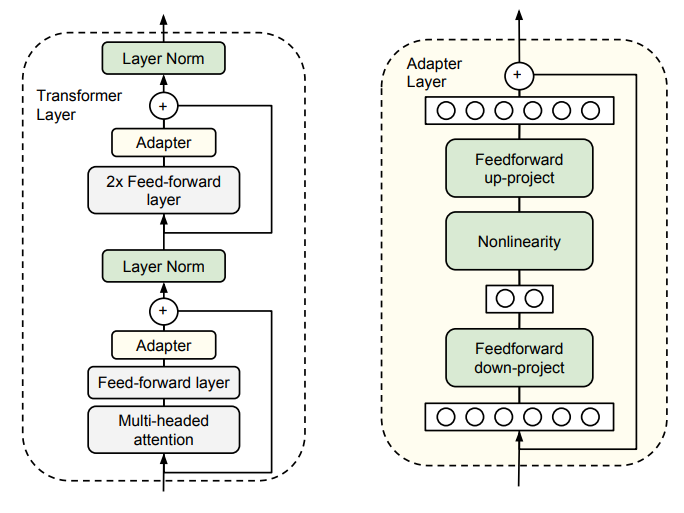 Transformer
Layer
Layer Norm
+
Adapter
2x Feed-forward
layer
Layer Norm
+
Adapter
Feed-forward layer
Multi-headed
attention
Adapter
Layer
+
Feedforward
up-project
Nonlinearity
Feedforward
down-project